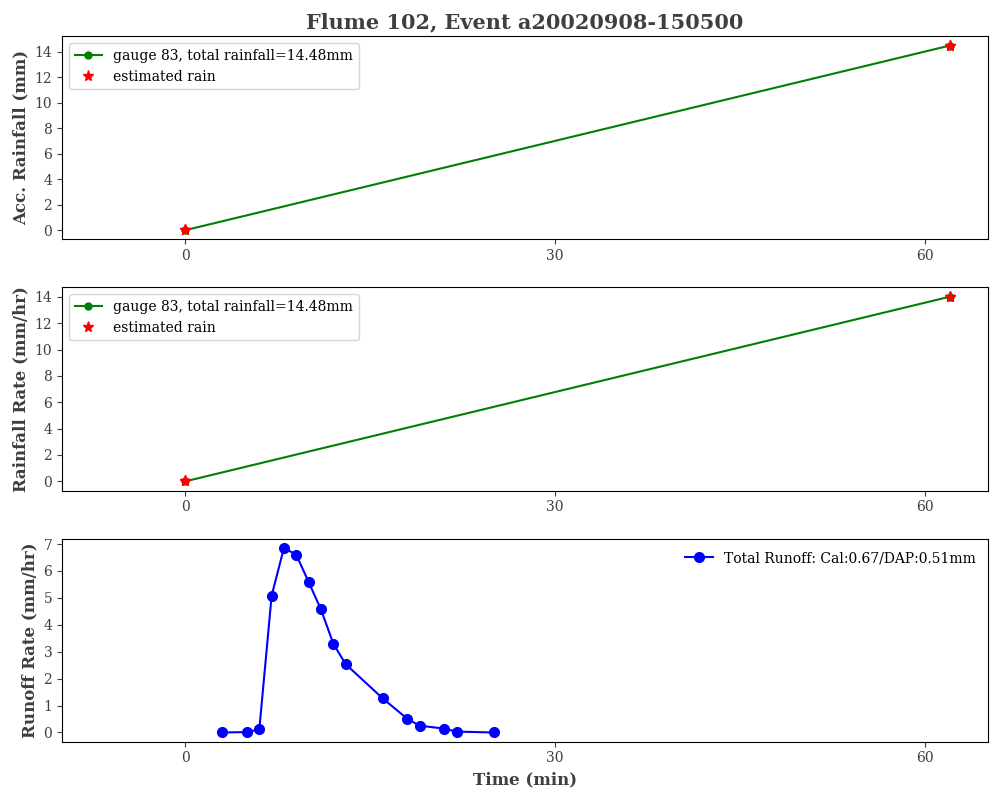 Flume 102, Event a20020908-150500
Acc. Rainfall (mm)
14
12
10
8
6
4
2
0
gauge 83, total rainfall=14.48mm
estimated rain
0 30 60
Rainfall Rate (mm/hr)
14
12
10
8
6
4
2
0
gauge 83, total rainfall=14.48mm
estimated rain
0 30 60
Runoff Rate (mm/hr)
7
6
5
4
3
2
1
0
Total Runoff: Cal:0.67/DAP:0.51mm
0 30 60
Time (min)